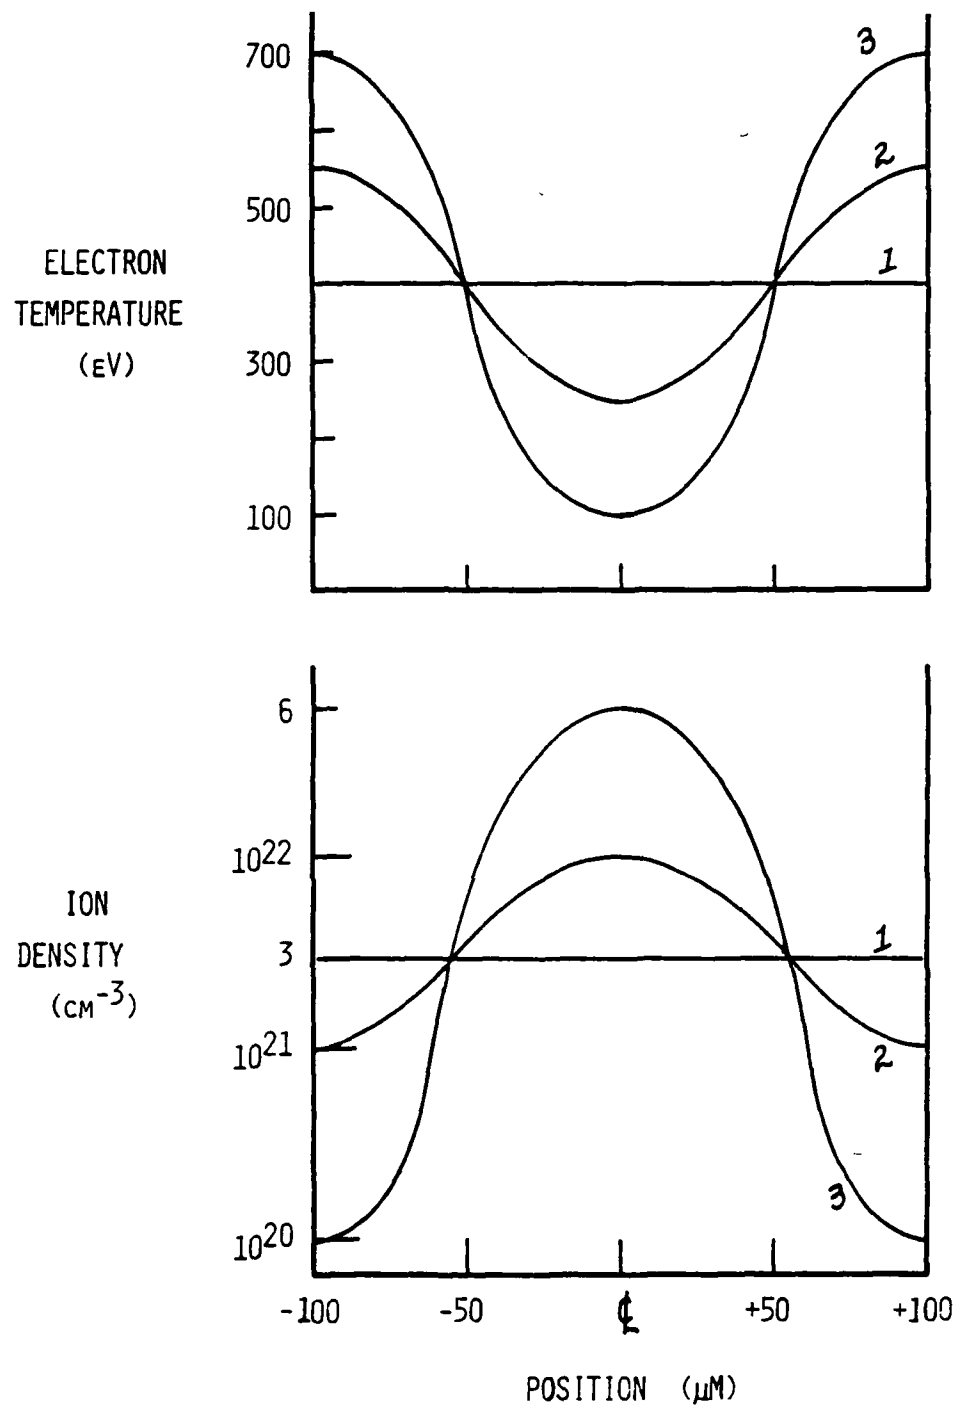 700
500
300
100
ELECTRON
TEMPERATURE
(EV)
3
2
1
6
10²²
3
10²¹
10²⁰
ION
DENSITY
(CM⁻³)
1
2
3
-100
-50
℄
+50
+100
POSITION (μM)